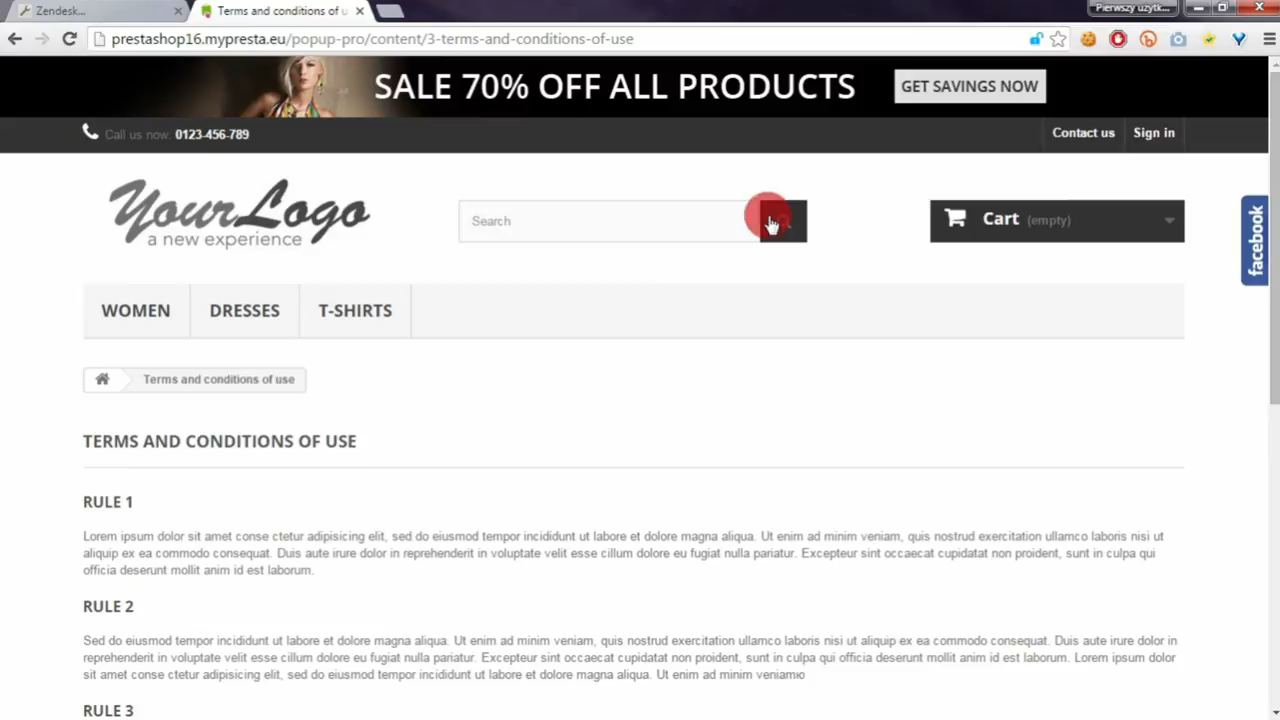 Zendesk...
Terms and conditions of u
Pierwszy użytk...
prestashop16.mypresta.eu/popup-pro/content/3-terms-and-conditions-of-use
SALE 70% OFF ALL PRODUCTS
GET SAVINGS NOW
Call us now: 0123-456-789
Contact us
Sign in
YourLogo
a new experience
Search
Cart (empty)
facebook
WOMEN
DRESSES
T-SHIRTS
Terms and conditions of use
TERMS AND CONDITIONS OF USE
RULE 1
Lorem ipsum dolor sit amet conse ctetur adipisicing elit, sed do eiusmod tempor incididunt ut labore et dolore magna aliqua. Ut enim ad minim veniam, quis nostrud exercitation ullamco laboris nisi ut
aliquip ex ea commodo consequat. Duis aute irure dolor in reprehenderit in voluptate velit esse cillum dolore eu fugiat nulla pariatur. Excepteur sint occaecat cupidatat non proident, sunt in culpa qui
officia deserunt mollit anim id est laborum.
RULE 2
Sed do eiusmod tempor incididunt ut labore et dolore magna aliqua. Ut enim ad minim veniam, quis nostrud exercitation ullamco laboris nisi ut aliquip ex ea commodo consequat. Duis aute irure dolor in
reprehenderit in voluptate velit esse cillum dolore eu fugiat nulla pariatur. Excepteur sint occaecat cupidatat non proident, sunt in culpa qui officia deserunt mollit anim id est laborum. Lorem ipsum dolor
sit amet conse ctetur adipisicing elit, sed do eiusmod tempor incididunt ut labore et dolore magna aliqua. Ut enim ad minim veniamю
RULE 3